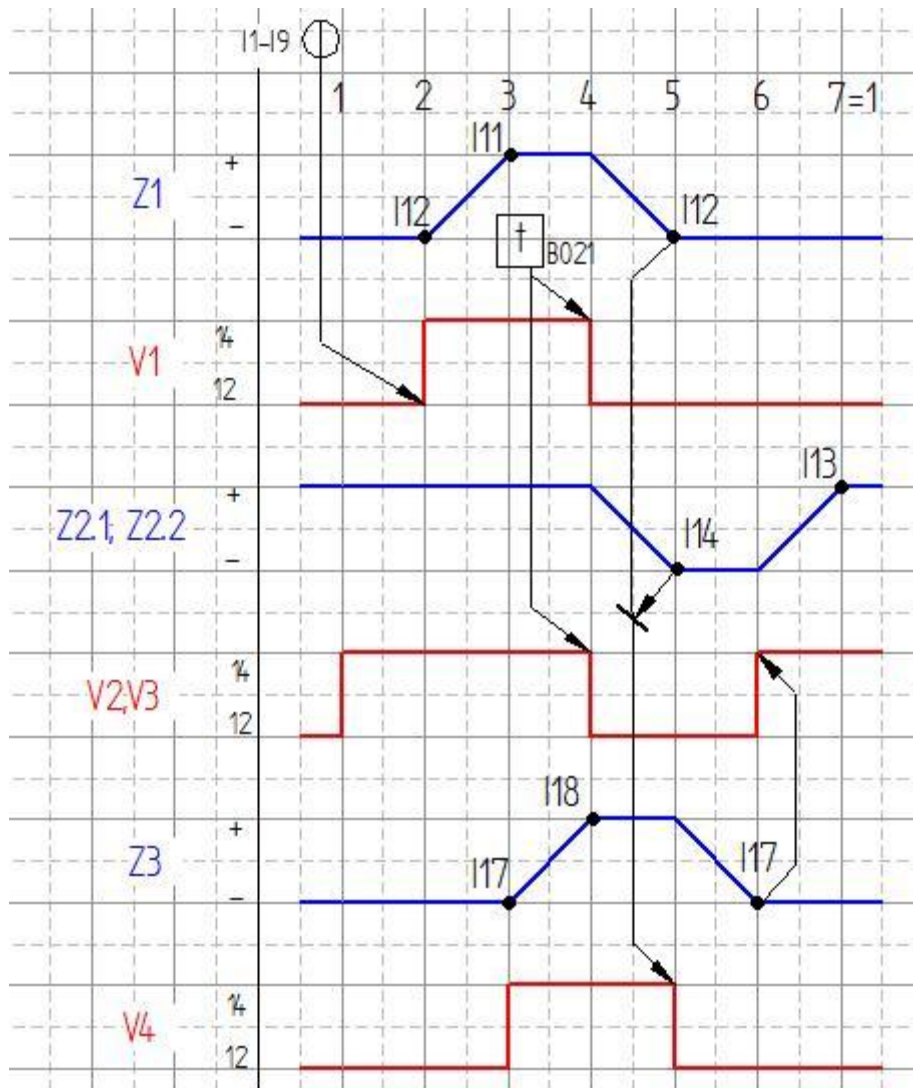 I1-I9
1 2 3 4 5 6 7=1
I11
+
Z1
I12 I12
-
t B021
14
V1
12
I13
+
Z2.1; Z2.2
I14
-
14
V2,V3
12
I18
+
Z3
I17 I17
-
14
V4
12